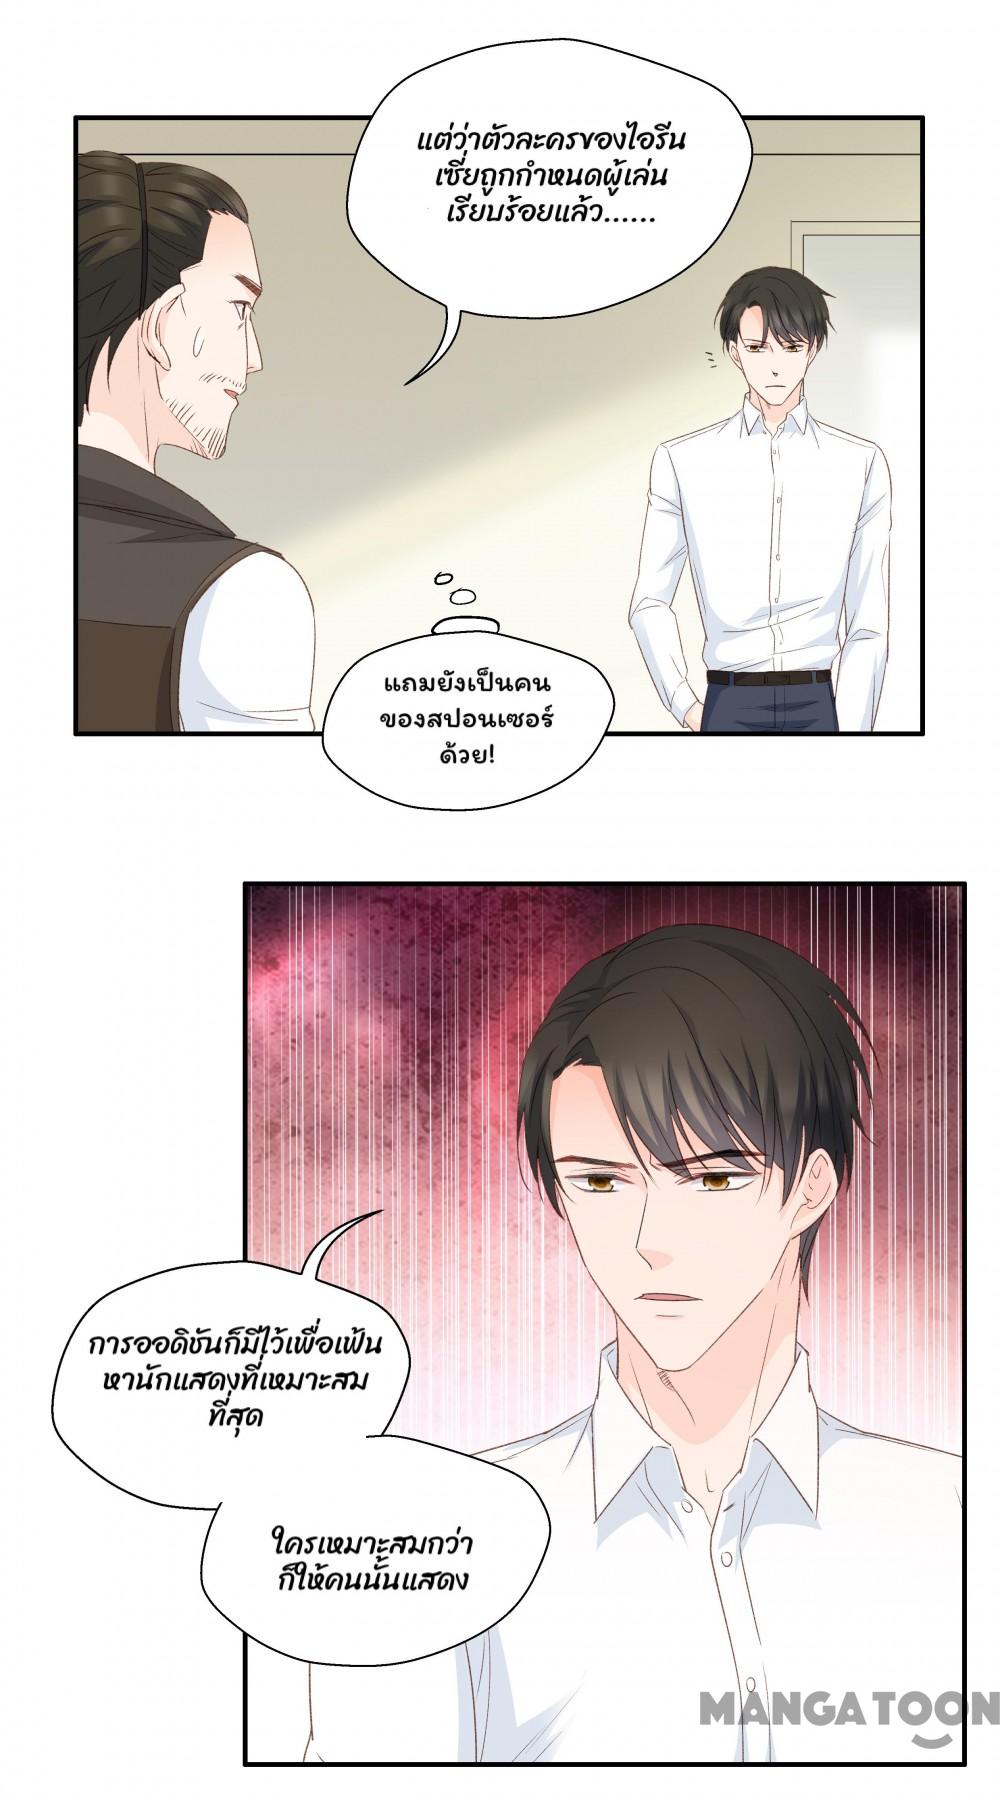 แต่ว่าตัวละครของไอรีน
เซี่ยถูกกำหนดผู้เล่น
เรียบร้อยแล้ว......
แถมยังเป็นคน
ของสปอนเซอร์
ด้วย!
การออดิชันก็มีไว้เพื่อเฟ้น
หานักแสดงที่เหมาะสม
ที่สุด
ใครเหมาะสมกว่า
ก็ให้คนนั้นแสดง
MANGATOON